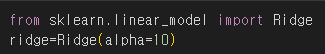 from sklearn.linear_model import Ridge
ridge=Ridge(alpha=10)